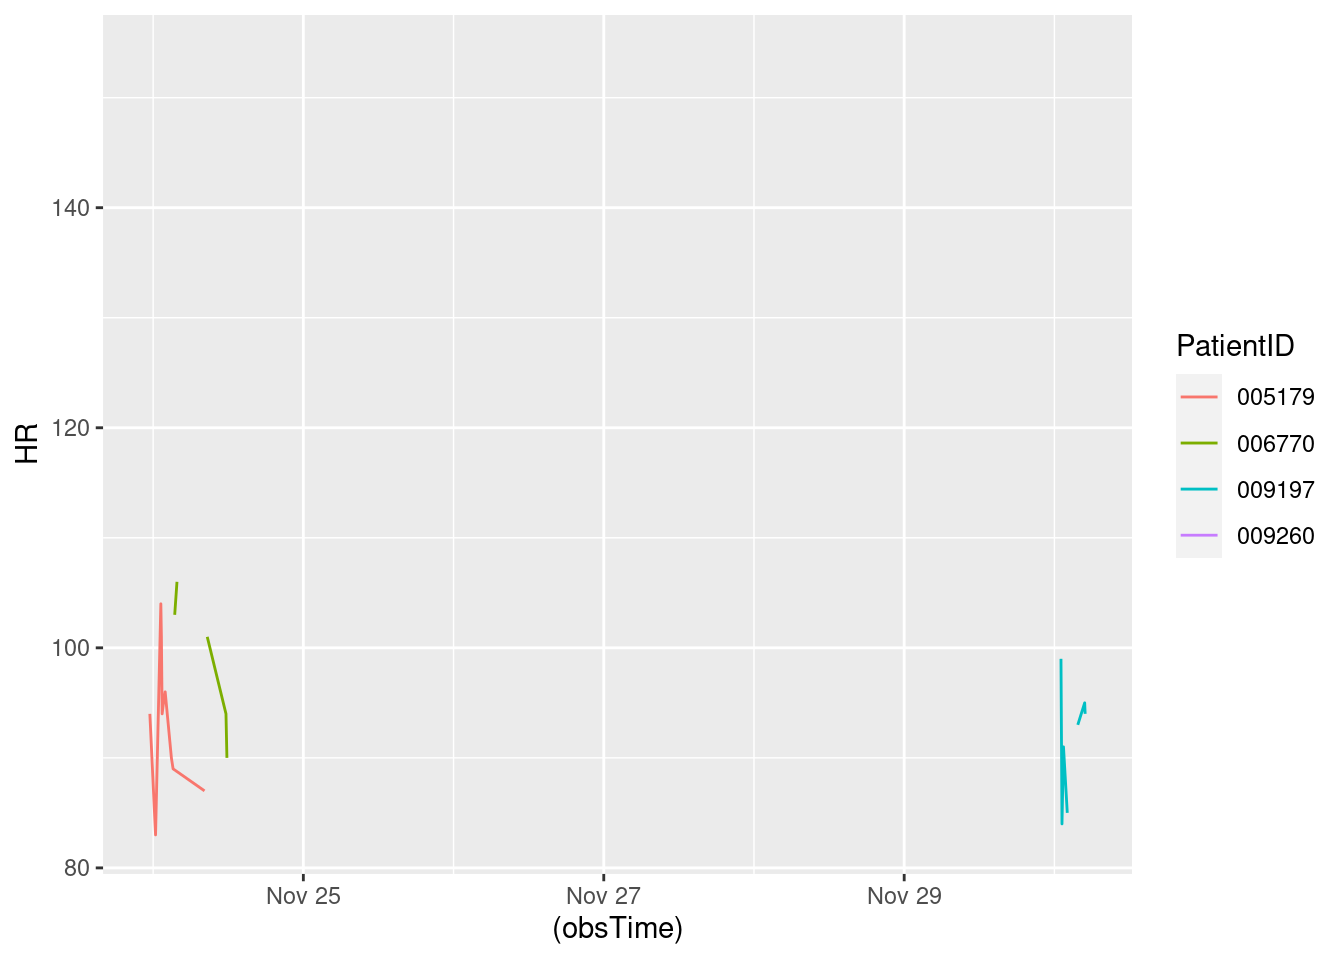 140
120
100
80
HR
Nov 25
Nov 27
Nov 29
(obsTime)
PatientID
005179
006770
009197
009260